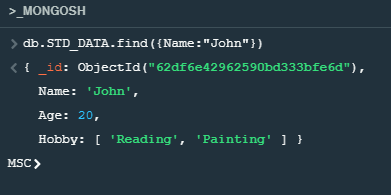 >_MONGOSH
> db.STD_DATA.find({Name:"John"})
< { _id: ObjectId("62df6e42962590bd333bfe6d"),
Name: 'John',
Age: 20,
Hobby: [ 'Reading', 'Painting' ] }
MSC>